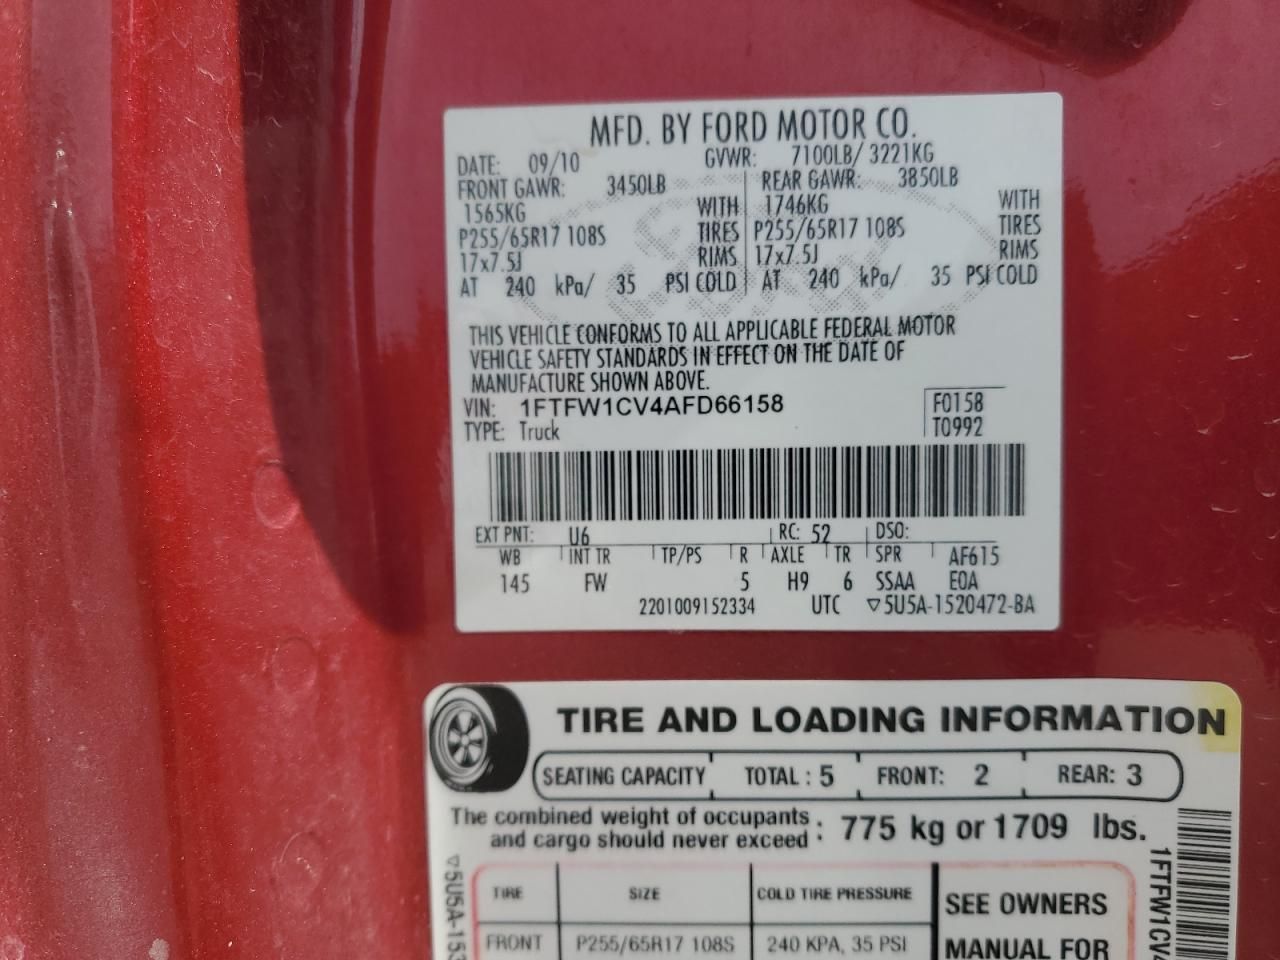 MFD. BY FORD MOTOR CO.
DATE: 09/10 GVWR: 7100LB/ 3221KG
FRONT GAWR: 3450LB REAR GAWR: 3850LB
1565KG WITH 1746KG WITH
P255/65R17 108S TIRES P255/65R17 108S TIRES
17x7.5J RIMS 17x7.5J RIMS
AT 240 kPa/ 35 PSI COLD AT 240 kPa/ 35 PSI COLD
THIS VEHICLE CONFORMS TO ALL APPLICABLE FEDERAL MOTOR
VEHICLE SAFETY STANDARDS IN EFFECT ON THE DATE OF
MANUFACTURE SHOWN ABOVE.
VIN: 1FTFW1CV4AFD66158 F0158
TYPE: Truck T0992
EXT PNT: U6 RC: 52 DSO:
WB INT TR TP/PS R AXLE TR SPR AF615
145 FW 5 H9 6 SSAA E0A
2201009152334 UTC ▽5U5A-1520472-BA
TIRE AND LOADING INFORMATION
SEATING CAPACITY TOTAL : 5 FRONT: 2 REAR: 3
The combined weight of occupants
and cargo should never exceed : 775 kg or 1709 lbs.
TIRE SIZE COLD TIRE PRESSURE SEE OWNERS
FRONT P255/65R17 108S 240 KPA, 35 PSI MANUAL FOR
▽5U5A-153
1FTFW1CV4